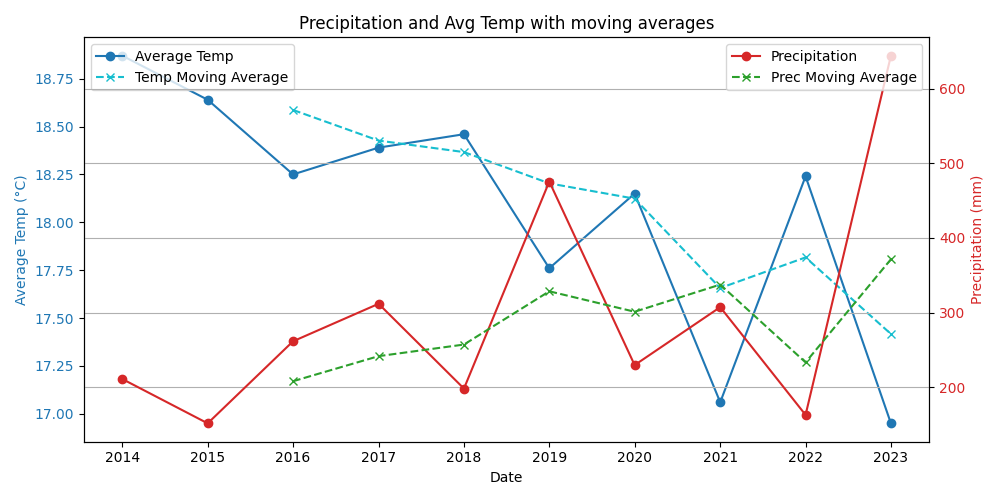 Precipitation and Avg Temp with moving averages
Average Temp
Temp Moving Average
Precipitation
Prec Moving Average
Average Temp (°C)
18.75
18.50
18.25
18.00
17.75
17.50
17.25
17.00
600
500
400
300
200
Precipitation (mm)
2014 2015 2016 2017 2018 2019 2020 2021 2022 2023
Date